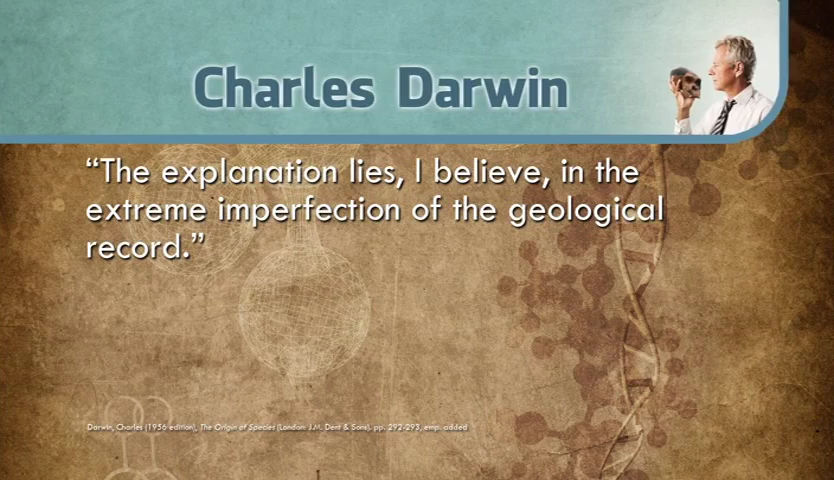 Charles Darwin
“The explanation lies, I believe, in the
extreme imperfection of the geological
record.”
Darwin, Charles (1956 edition), The Origin of Species (London: J.M. Dent & Sons). pp. 292-293, emp. added